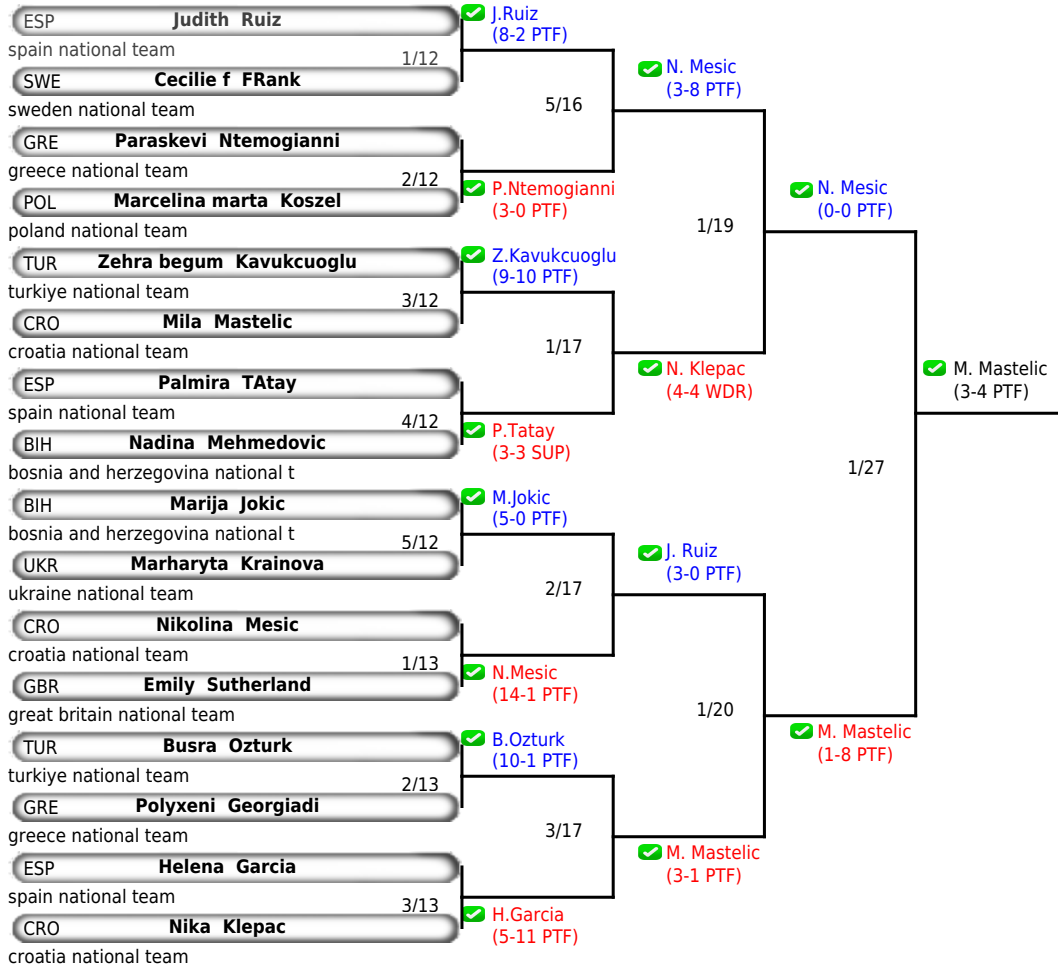 ESP Judith Ruiz
spain national team
1/12
SWE Cecilie f FRank
sweden national team
GRE Paraskevi Ntemogianni
greece national team
2/12
POL Marcelina marta Koszel
poland national team
TUR Zehra begum Kavukcuoglu
turkiye national team
3/12
CRO Mila Mastelic
croatia national team
ESP Palmira TAtay
spain national team
4/12
BIH Nadina Mehmedovic
bosnia and herzegovina national t
BIH Marija Jokic
bosnia and herzegovina national t
5/12
UKR Marharyta Krainova
ukraine national team
CRO Nikolina Mesic
croatia national team
1/13
GBR Emily Sutherland
great britain national team
TUR Busra Ozturk
turkiye national team
2/13
GRE Polyxeni Georgiadi
greece national team
ESP Helena Garcia
spain national team
3/13
CRO Nika Klepac
croatia national team
J.Ruiz
(8-2 PTF)
5/16
P.Ntemogianni
(3-0 PTF)
Z.Kavukcuoglu
(9-10 PTF)
1/17
P.Tatay
(3-3 SUP)
M.Jokic
(5-0 PTF)
2/17
N.Mesic
(14-1 PTF)
B.Ozturk
(10-1 PTF)
3/17
H.Garcia
(5-11 PTF)
N. Mesic
(3-8 PTF)
1/19
N. Klepac
(4-4 WDR)
J. Ruiz
(3-0 PTF)
1/20
M. Mastelic
(3-1 PTF)
N. Mesic
(0-0 PTF)
1/27
M. Mastelic
(1-8 PTF)
M. Mastelic
(3-4 PTF)